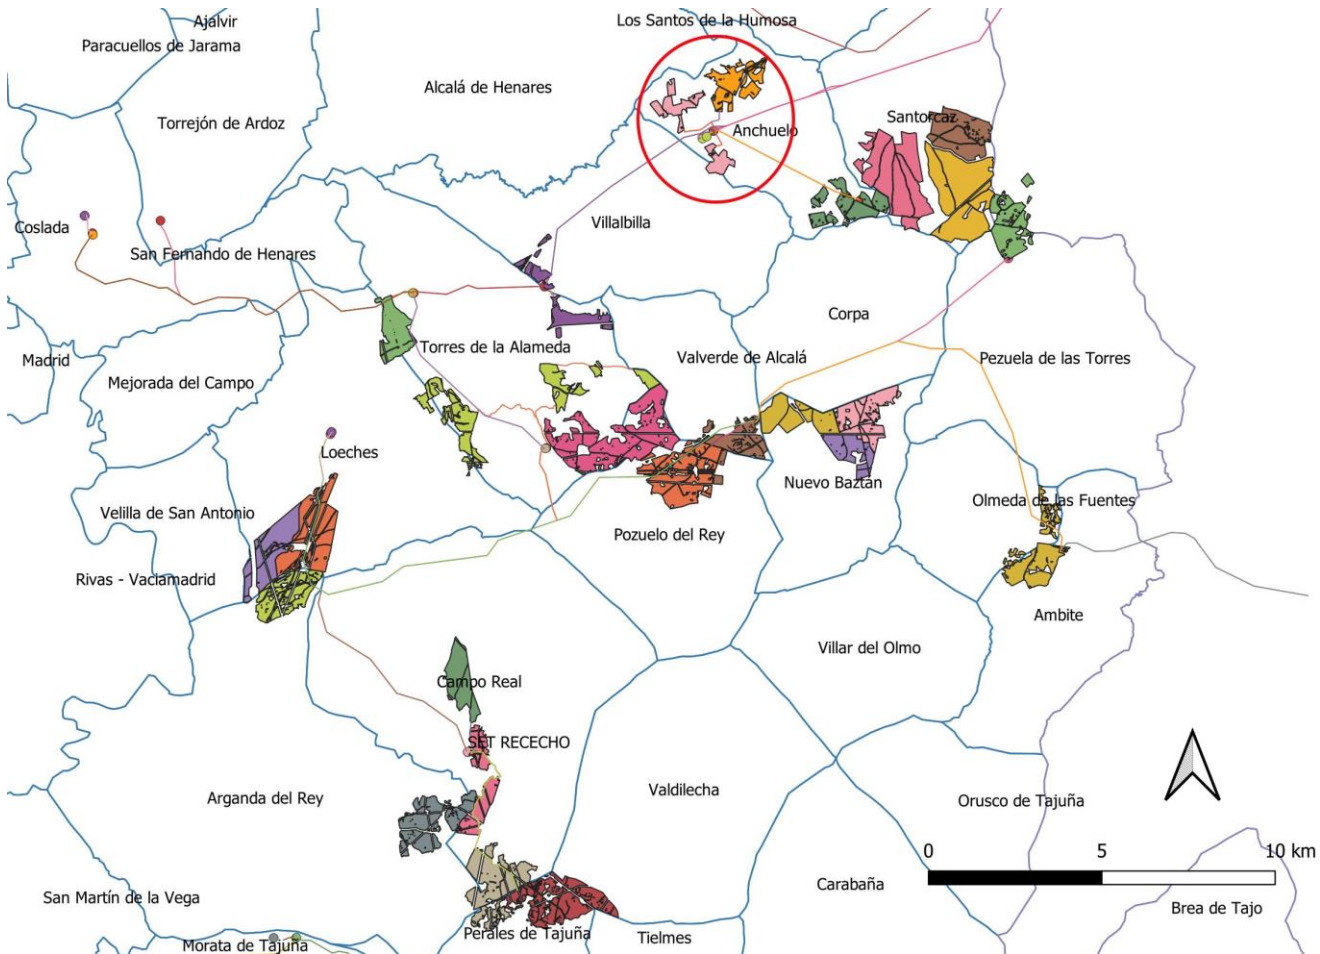 Ajalvir
Los Santos de la Humosa
Paracuellos de Jarama
Alcalá de Henares
Torrejón de Ardoz
Anchuelo
Santorcaz
Coslada
Villalbilla
San Fernando de Henares
Corpa
Madrid
Mejorada del Campo
Torres de la Alameda
Valverde de Alcalá
Pezuela de las Torres
Loeches
Nuevo Baztán
Olmeda de las Fuentes
Velilla de San Antonio
Pozuelo del Rey
Rivas - Vaciamadrid
Ambite
Villar del Olmo
Campo Real
SET RECECHO
Arganda del Rey
Valdilecha
Orusco de Tajuña
0 5 10 km
Carabaña
San Martín de la Vega
Brea de Tajo
Perales de Tajuña
Tielmes
Morata de Tajuña